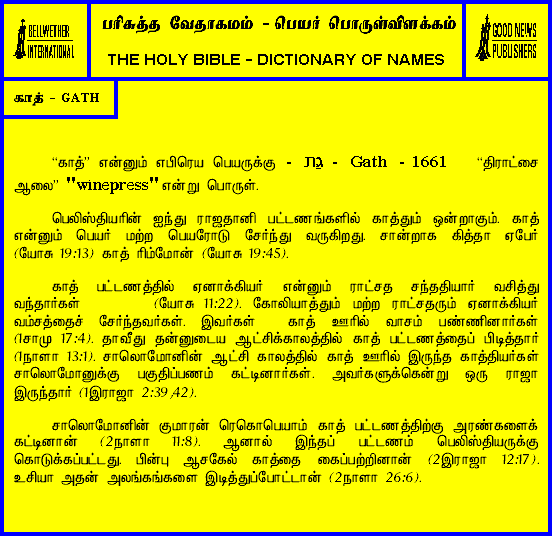 BELLWETHER
INTERNATIONAL
பரிசுத்த வேதாகமம் - பெயர் பொருள்விளக்கம்
THE HOLY BIBLE - DICTIONARY OF NAMES
GOOD NEWS
PUBLISHERS
காத் - GATH
“காத்” என்னும் எபிரெய பெயருக்கு - גת - Gath - 1661 “திராட்சை
ஆலை” "winepress" என்று பொருள்.
பெலிஸ்தியரின் ஐந்து ராஜதானி பட்டணங்களில் காத்தும் ஒன்றாகும். காத்
என்னும் பெயர் மற்ற பெயரோடு சேர்ந்து வருகிறது. சான்றாக கித்தா ஏபேர்
(யோசு 19:13) காத் ரிம்மோன் (யோசு 19:45).
காத் பட்டணத்தில் ஏனாக்கியர் என்னும் ராட்சத சந்ததியார் வசித்து
வந்தார்கள் (யோசு 11:22). கோலியாத்தும் மற்ற ராட்சதரும் ஏனாக்கியர்
வம்சத்தைச் சேர்ந்தவர்கள். இவர்கள் காத் ஊரில் வாசம் பண்ணினார்கள்
(1சாமு 17:4). தாவீது தன்னுடைய ஆட்சிக்காலத்தில் காத் பட்டணத்தைப் பிடித்தார்
(1நாளா 13:1). சாலொமோனின் ஆட்சி காலத்தில் காத் ஊரில் இருந்த காத்தியர்கள்
சாலொமோனுக்கு பகுதிப்பணம் கட்டினார்கள். அவர்களுக்கென்று ஒரு ராஜா
இருந்தார் (1இராஜா 2:39,42).
சாலொமோனின் குமாரன் ரெகொபெயாம் காத் பட்டணத்திற்கு அரண்களைக்
கட்டினான் (2நாளா 11:8). ஆனால் இந்தப் பட்டணம் பெலிஸ்தியருக்கு
கொடுக்கப்பட்டது. பின்பு ஆசகேல் காத்தை கைப்பற்றினான் (2இராஜா 12:17).
உசியா அதன் அலங்கங்களை இடித்துப்போட்டான் (2நாளா 26:6).